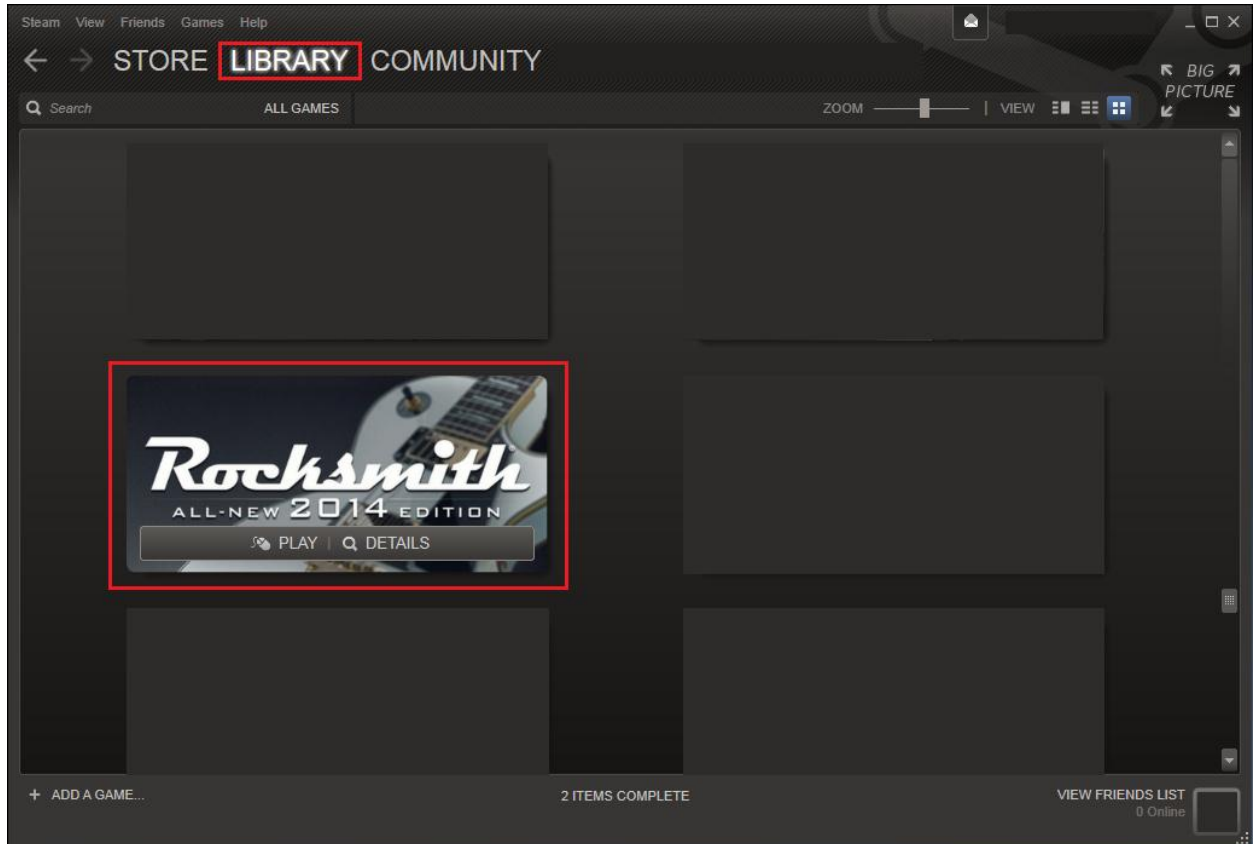 Steam View Friends Games Help
STORE LIBRARY COMMUNITY
BIG
PICTURE
Search ALL GAMES ZOOM | VIEW
Rocksmith
ALL-NEW 2014 EDITION
PLAY | DETAILS
+ ADD A GAME... 2 ITEMS COMPLETE VIEW FRIENDS LIST
0 Online